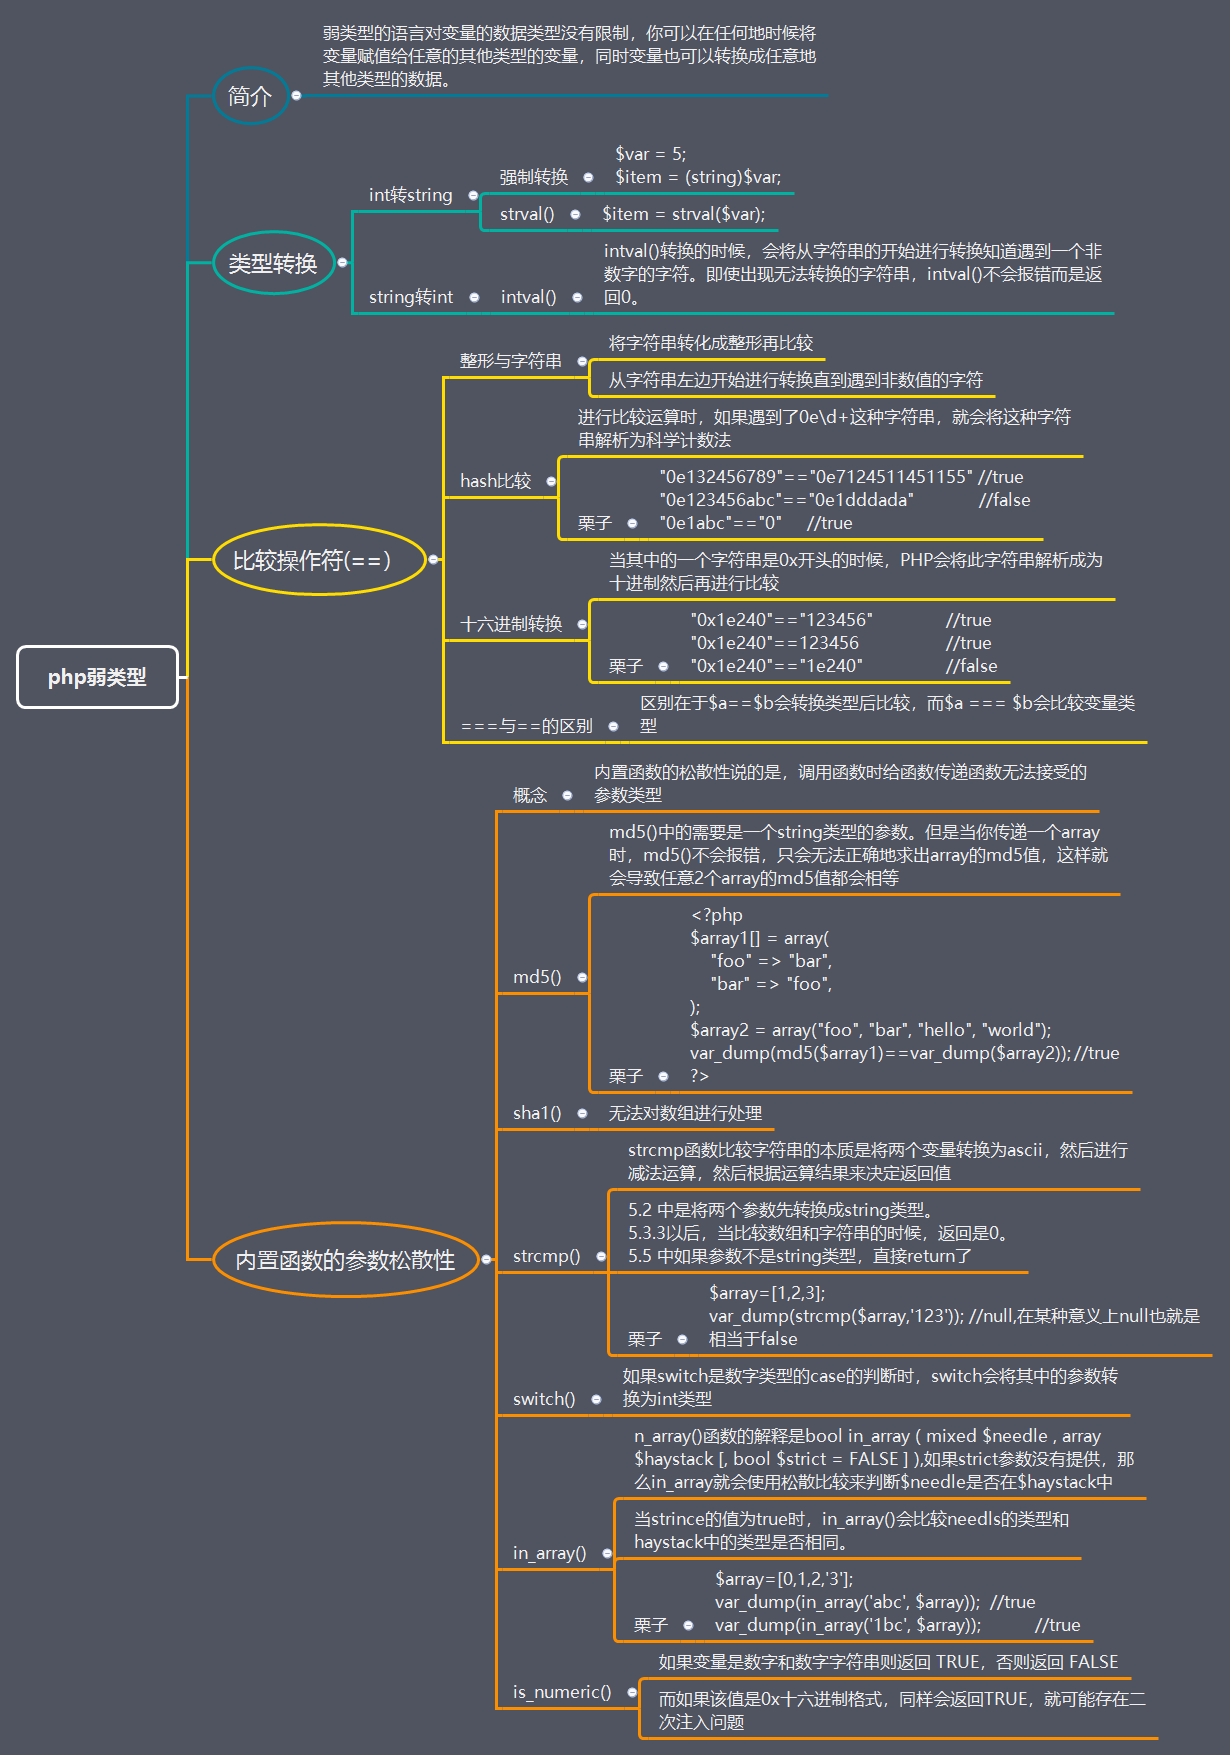 php弱类型
简介
弱类型的语言对变量的数据类型没有限制，你可以在任何地时候将
变量赋值给任意的其他类型的变量，同时变量也可以转换成任意地
其他类型的数据。
类型转换
int转string
强制转换
$var = 5;
$item = (string)$var;
strval()
$item = strval($var);
string转int
intval()
intval()转换的时候，会将从字符串的开始进行转换知道遇到一个非
数字的字符。即使出现无法转换的字符串，intval()不会报错而是返
回0。
比较操作符(==)
整形与字符串
将字符串转化成整形再比较
从字符串左边开始进行转换直到遇到非数值的字符
hash比较
进行比较运算时，如果遇到了0e\d+这种字符串，就会将这种字符
串解析为科学计数法
栗子
"0e132456789"=="0e7124511451155" //true
"0e123456abc"=="0e1dddada" //false
"0e1abc"=="0" //true
十六进制转换
当其中的一个字符串是0x开头的时候，PHP会将此字符串解析成为
十进制然后再进行比较
栗子
"0x1e240"=="123456" //true
"0x1e240"==123456 //true
"0x1e240"=="1e240" //false
===与==的区别
区别在于$a==$b会转换类型后比较，而$a === $b会比较变量类
型
内置函数的参数松散性
概念
内置函数的松散性说的是，调用函数时给函数传递函数无法接受的
参数类型
md5()
md5()中的需要是一个string类型的参数。但是当你传递一个array
时，md5()不会报错，只会无法正确地求出array的md5值，这样就
会导致任意2个array的md5值都会相等
栗子
<?php
$array1[] = array(
"foo" => "bar",
"bar" => "foo",
);
$array2 = array("foo", "bar", "hello", "world");
var_dump(md5($array1)==var_dump($array2)); //true
?>
sha1()
无法对数组进行处理
strcmp()
strcmp函数比较字符串的本质是将两个变量转换为ascii，然后进行
减法运算，然后根据运算结果来决定返回值
5.2 中是将两个参数先转换成string类型。
5.3.3以后，当比较数组和字符串的时候，返回是0。
5.5 中如果参数不是string类型，直接return了
栗子
$array=[1,2,3];
var_dump(strcmp($array,'123')); //null,在某种意义上null也就是
相当于false
switch()
如果switch是数字类型的case的判断时，switch会将其中的参数转
换为int类型
in_array()
n_array()函数的解释是bool in_array ( mixed $needle , array
$haystack [, bool $strict = FALSE ] ),如果strict参数没有提供，那
么in_array就会使用松散比较来判断$needle是否在$haystack中
当strince的值为true时，in_array()会比较needls的类型和
haystack中的类型是否相同。
栗子
$array=[0,1,2,'3'];
var_dump(in_array('abc', $array)); //true
var_dump(in_array('1bc', $array)); //true
is_numeric()
如果变量是数字和数字字符串则返回 TRUE，否则返回 FALSE
而如果该值是0x十六进制格式，同样会返回TRUE，就可能存在二
次注入问题